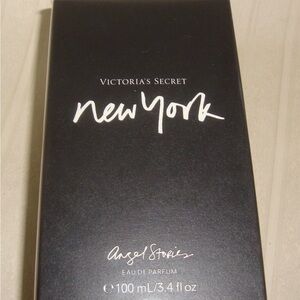 VICTORIA'S SECRET
new york
Angel Stories
EAU DE PARFUM
℮ 100 mL/3.4 fl oz